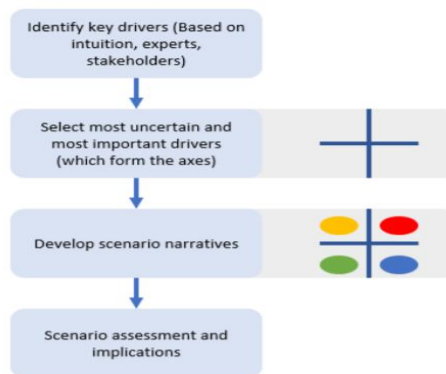 Identify key drivers (Based on
intuition, experts,
stakeholders)
Select most uncertain and
most important drivers
(which form the axes)
Develop scenario narratives
Scenario assessment and
implications